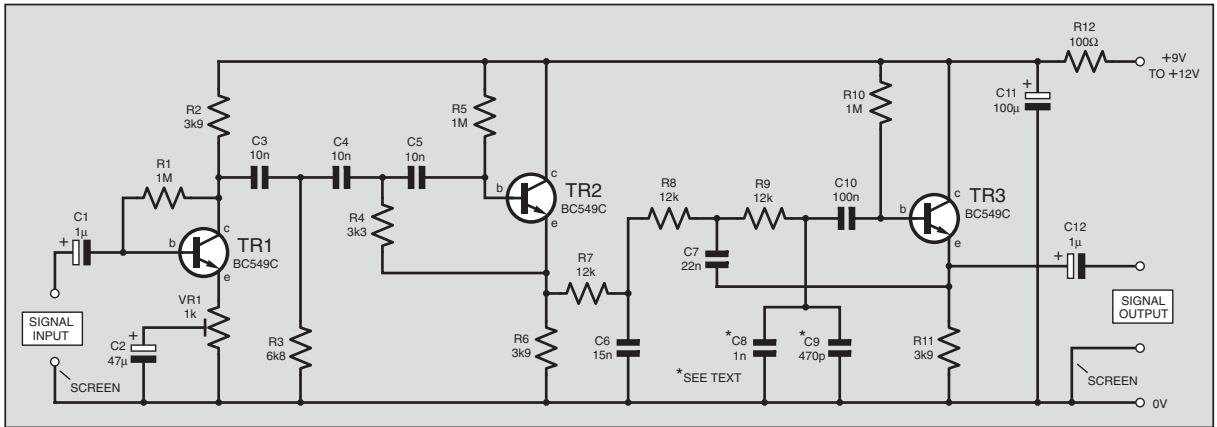 R12
100Ω
+9V
TO +12V
R2
3k9
R5
1M
R10
1M
C11
+
100µ
C3
10n
C4
10n
C5
10n
R1
1M
c
b
e
TR1
BC549C
C1
1µ
+
VR1
1k
SIGNAL
INPUT
SCREEN
C2
47µ
+
R3
6k8
R4
3k3
c
b
e
TR2
BC549C
R7
12k
R6
3k9
C6
15n
R8
12k
R9
12k
C7
22n
C10
100n
*C8
1n
*C9
470p
*SEE TEXT
c
b
e
TR3
BC549C
R11
3k9
C12
1µ
+
SIGNAL
OUTPUT
SCREEN
0V